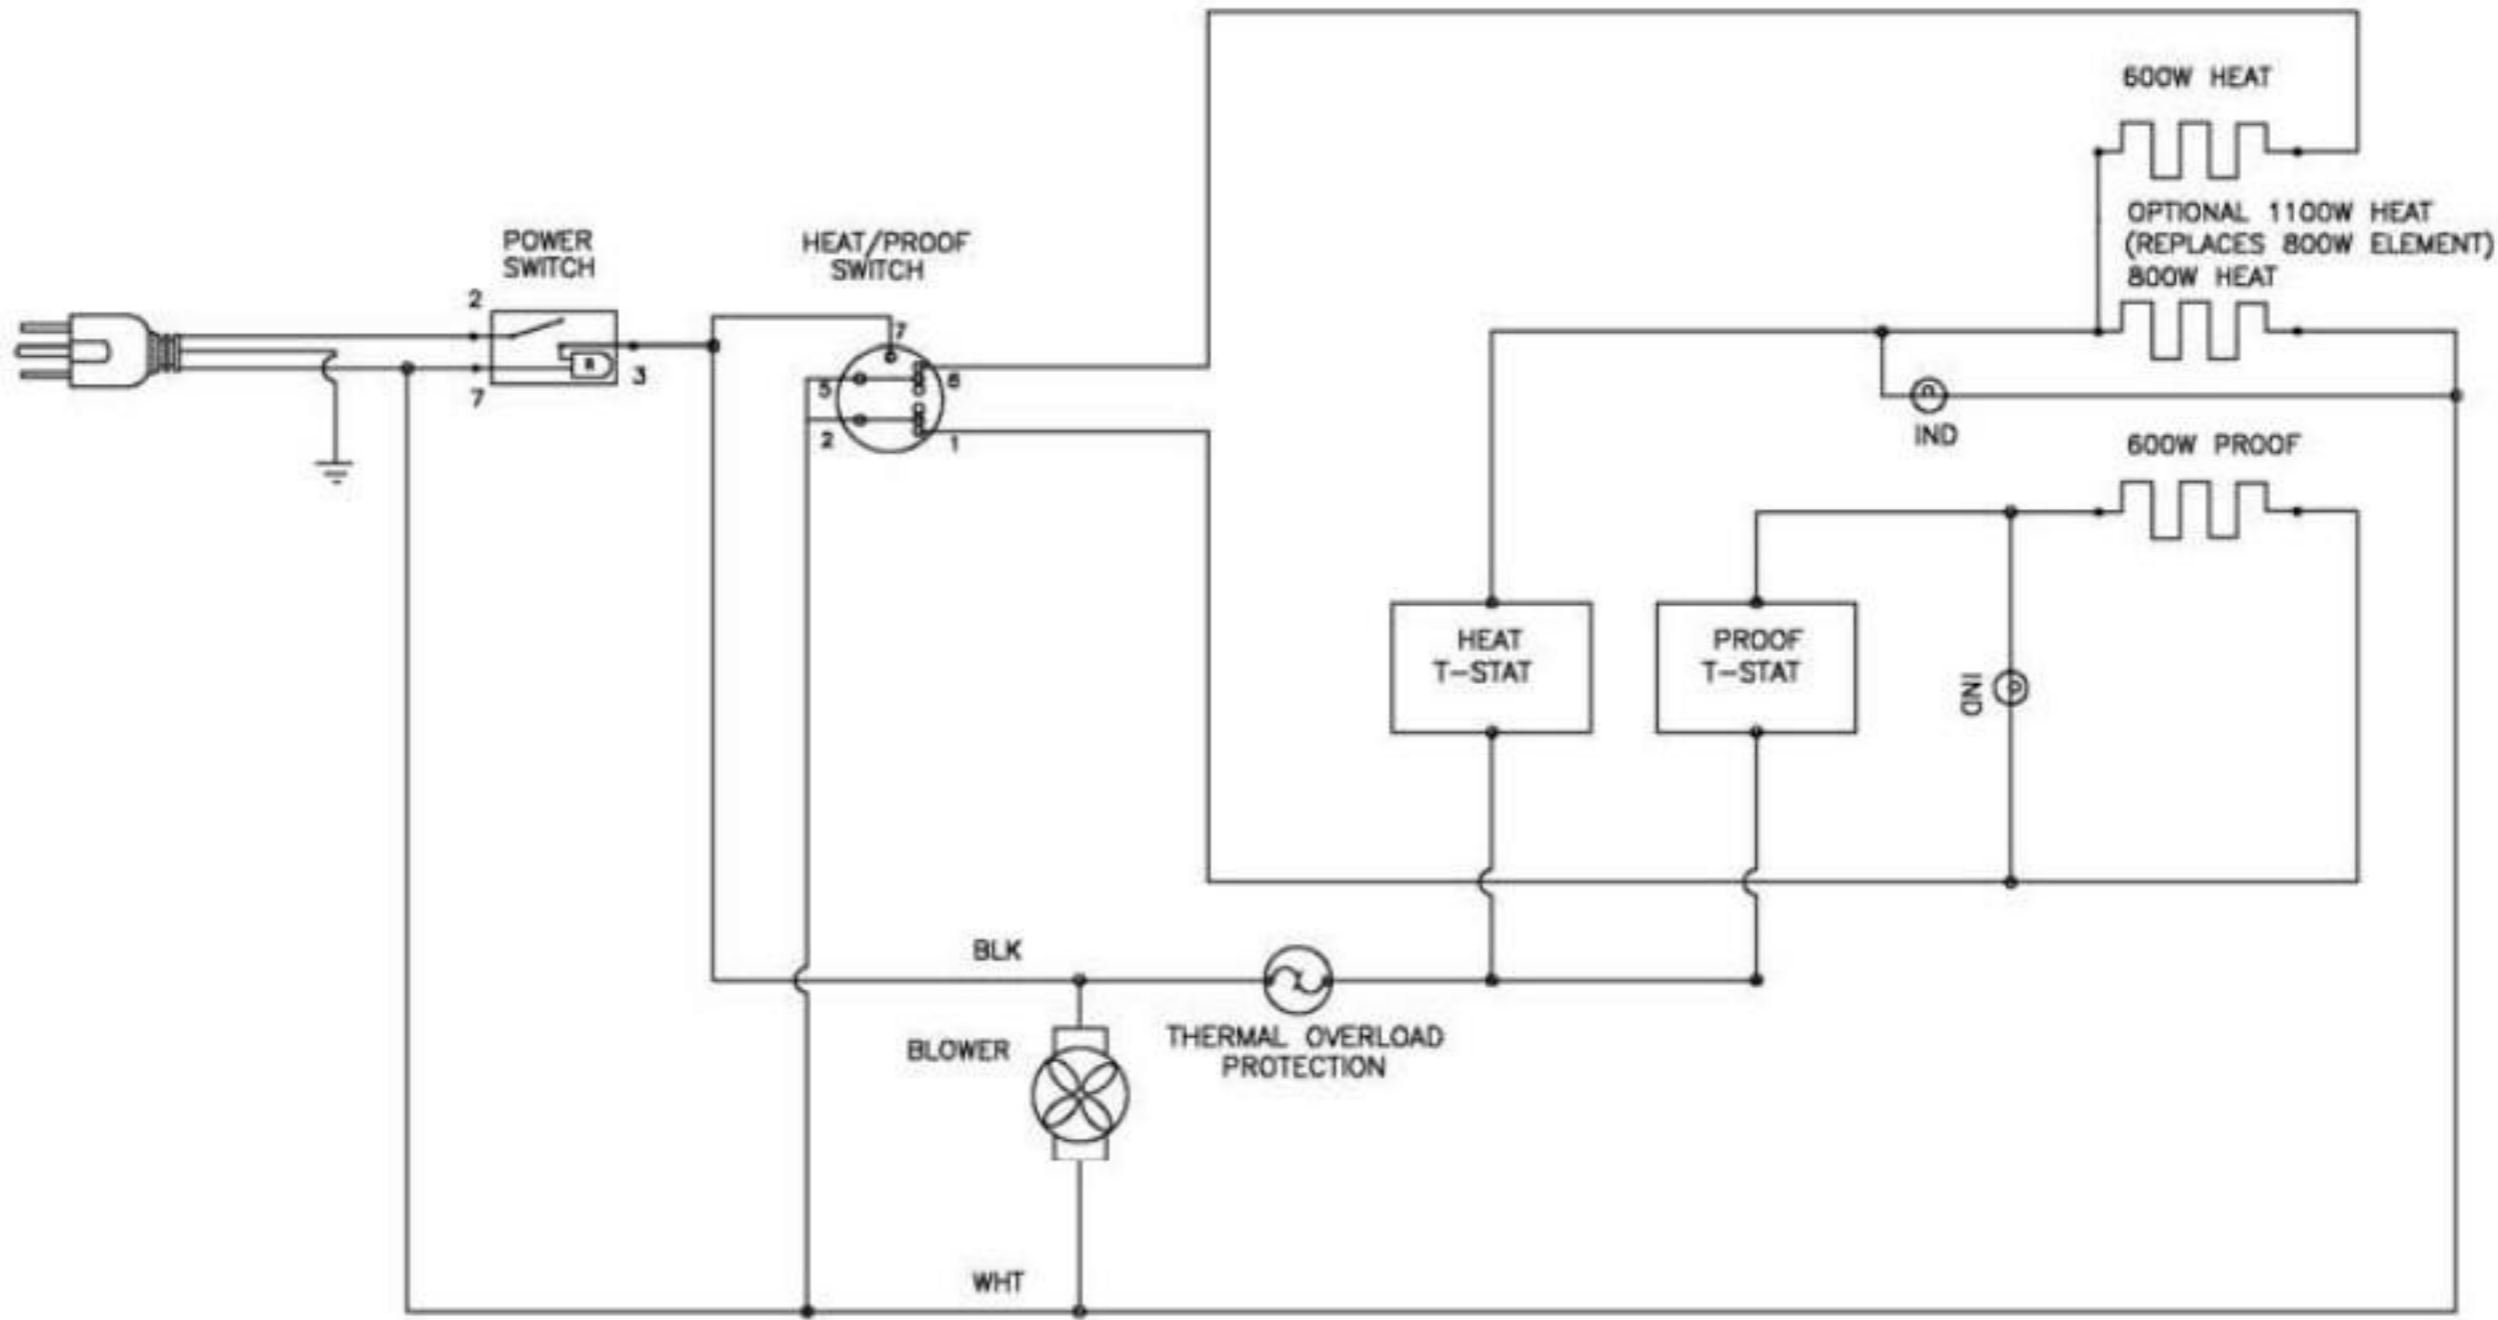 600W HEAT
OPTIONAL 1100W HEAT
(REPLACES 800W ELEMENT)
800W HEAT
POWER
SWITCH
HEAT/PROOF
SWITCH
2
7
3
R
7
5
6
2
1
IND
600W PROOF
HEAT
T-STAT
PROOF
T-STAT
IND
BLK
THERMAL OVERLOAD
PROTECTION
BLOWER
WHT